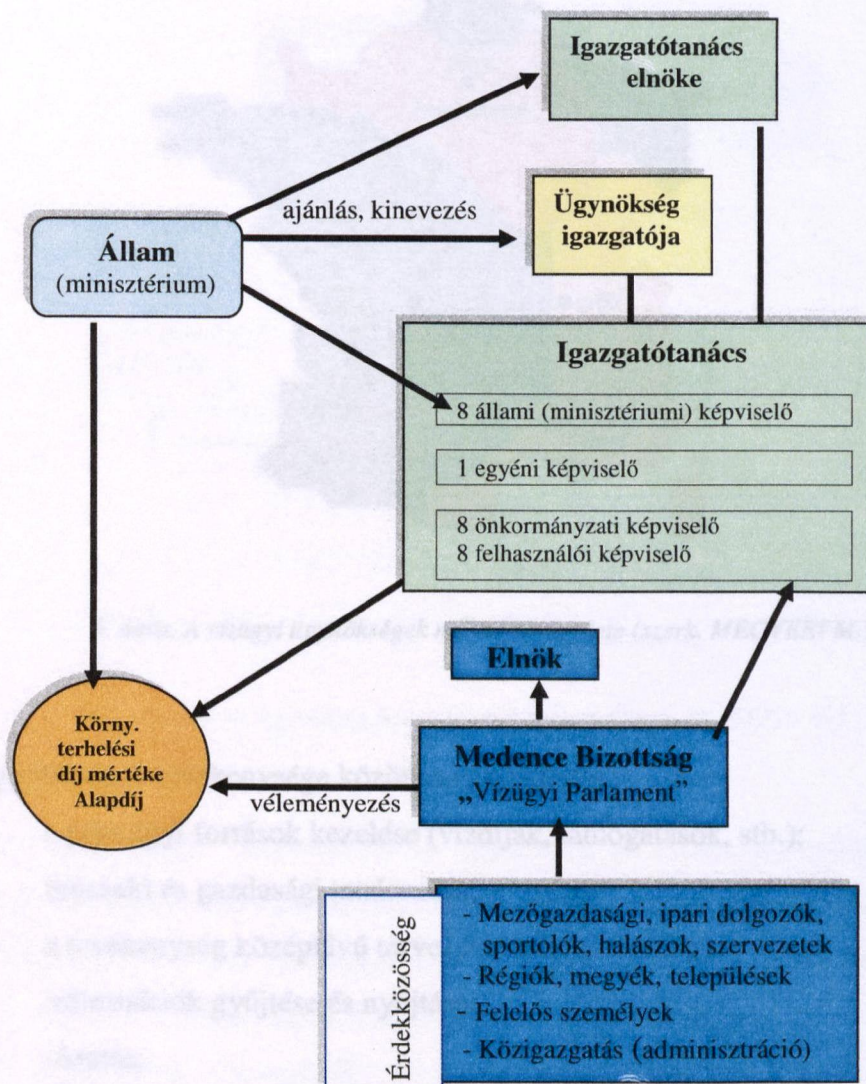 Igazgatótanács
elnöke
ajánlás, kinevezés
Ügynökség
igazgatója
Állam
(minisztérium)
Igazgatótanács
8 állami (minisztériumi) képviselő
1 egyéni képviselő
8 önkormányzati képviselő
8 felhasználói képviselő
Elnök
Körny.
terhelési
díj mértéke
Alapdíj
véleményezés
Medence Bizottság
„Vízügyi Parlament”
Érdekközösség
- Mezőgazdasági, ipari dolgozók,
sportolók, halászok, szervezetek
- Régiók, megyék, települések
- Felelős személyek
- Közigazgatás (adminisztráció)